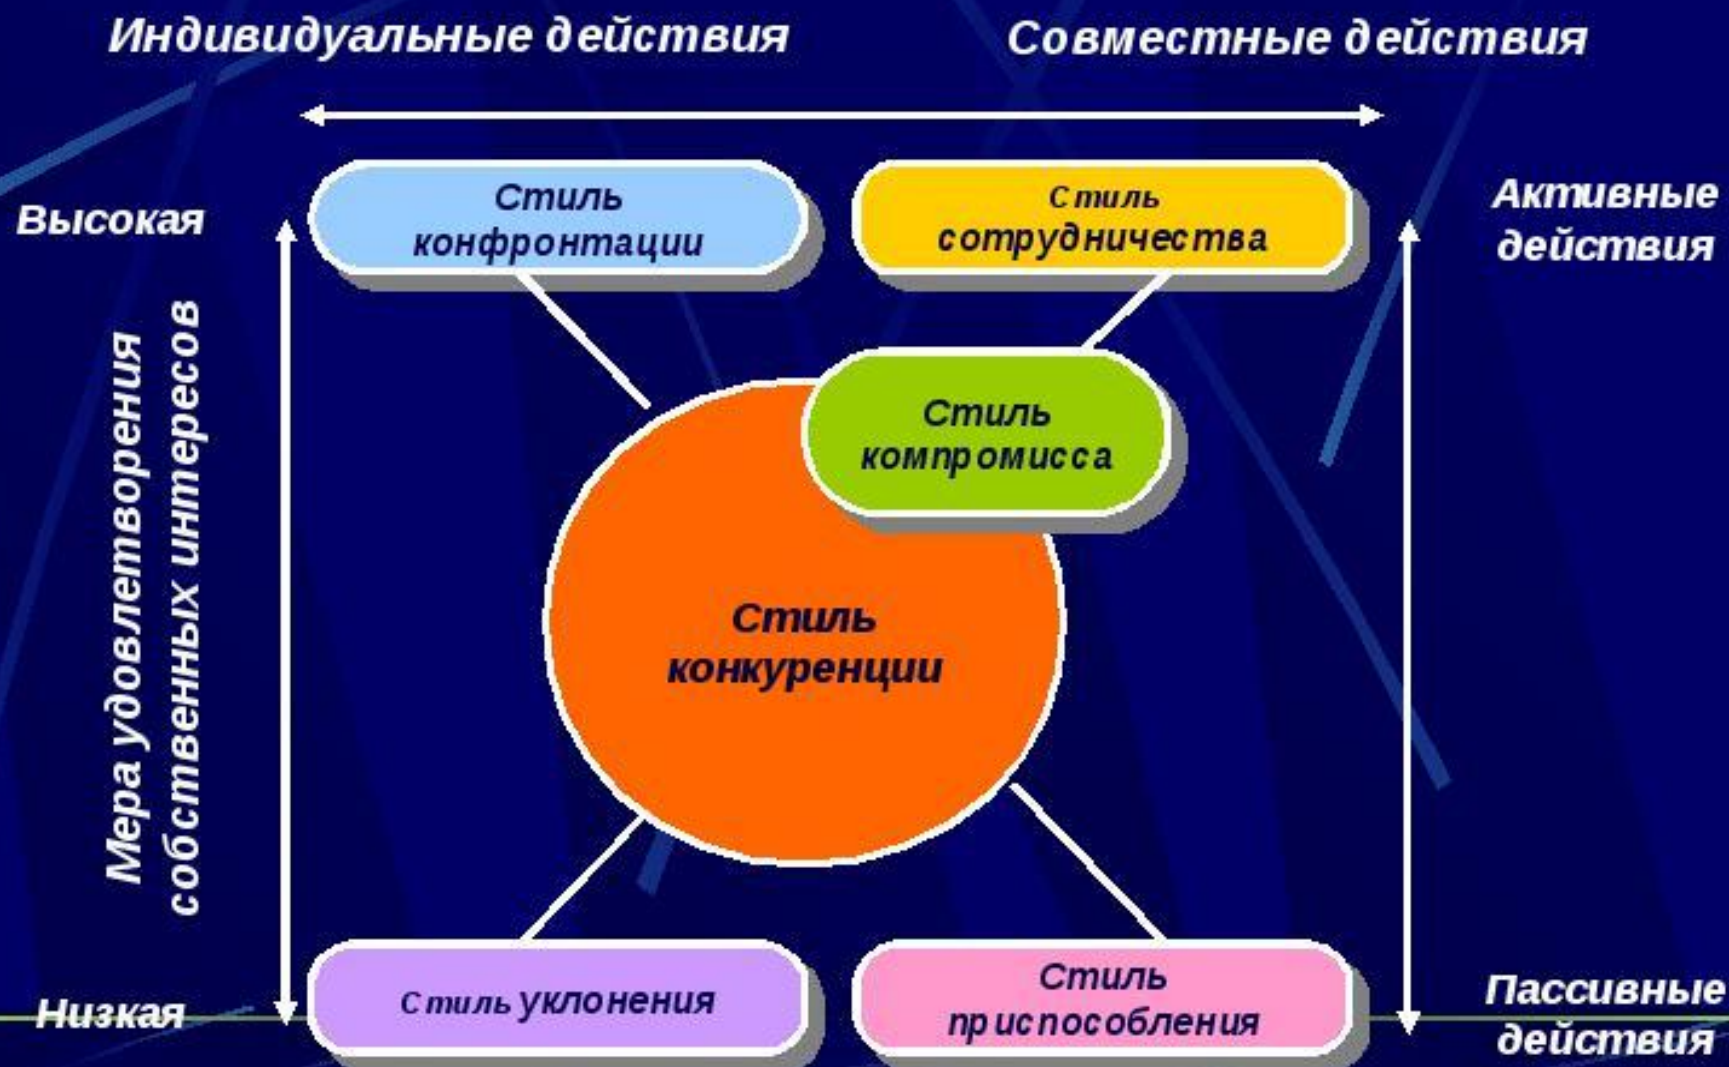 Индивидуальные действия
Совместные действия
Высокая
Стиль
конфронтации
Стиль
сотрудничества
Активные
действия
Мера удовлетворения
собственных интересов
Стиль
компромисса
Стиль
конкуренции
Низкая
Стиль уклонения
Стиль
приспособления
Пассивные
действия